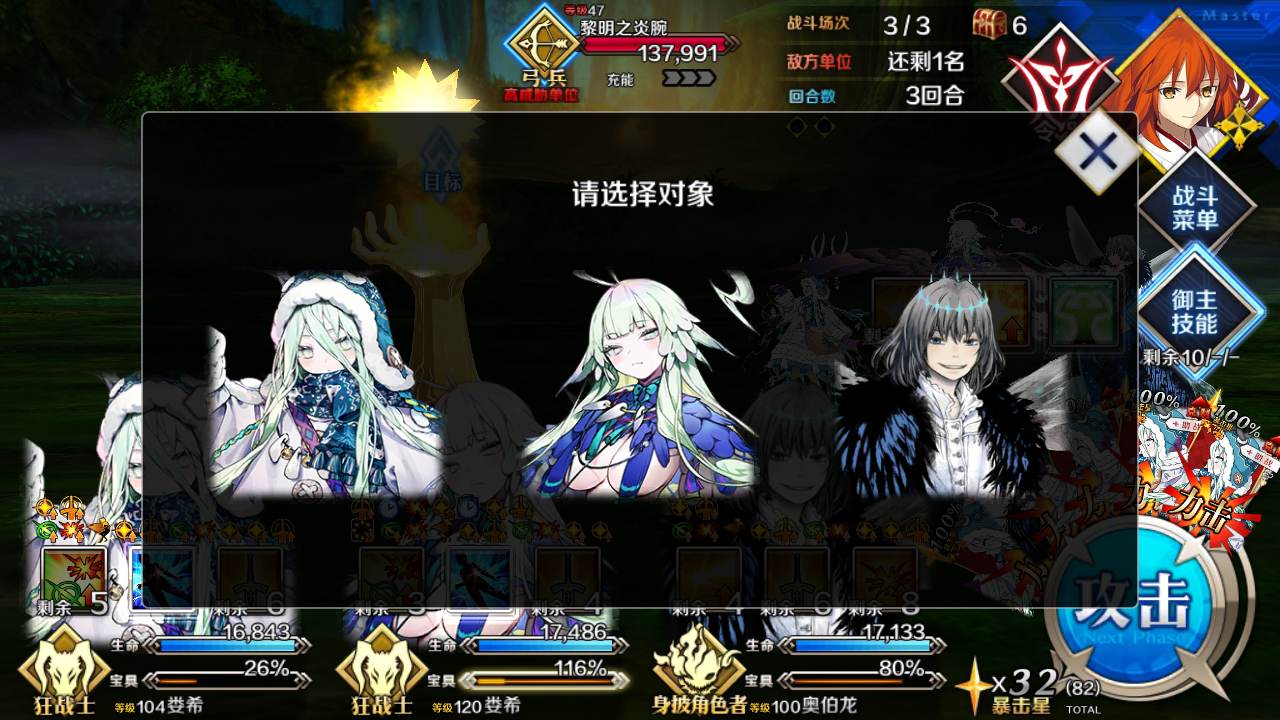 等级47
黎明之炎腕
137,991
弓兵
充能
高威胁单位
战斗场次 3/3
6
敌方单位 还剩1名
回合数 3回合
Master
目标
请选择对象
战斗
菜单
御主
技能
剩余10/-/-
100%
力击
剩余 5
剩余 6
剩余 3
剩余 4
剩余 4
剩余 6
剩余 8
攻击
Next Phase
生命 16,843
宝具 26%
狂战士 等级104娄希
生命 17,486
宝具 116%
狂战士 等级120娄希
生命 17,133
宝具 80%
身披角色者 等级100奥伯龙
x32 (82)
暴击星 TOTAL